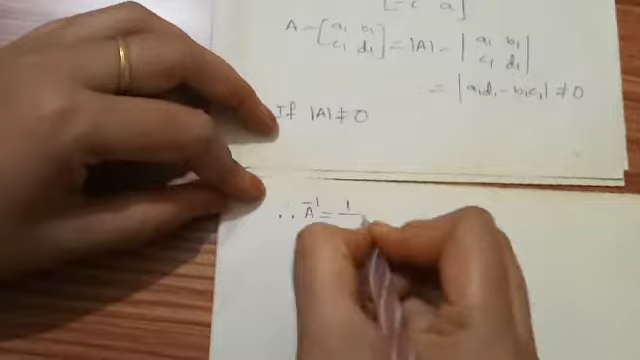 [-c a]
A = [a₁ b₁ c₁ d₁] = |A| = |a₁ b₁ c₁ d₁|
= |a₁d₁ - b₁c₁| ≠ 0
If |A| ≠ 0
∴ A⁻¹ = 1